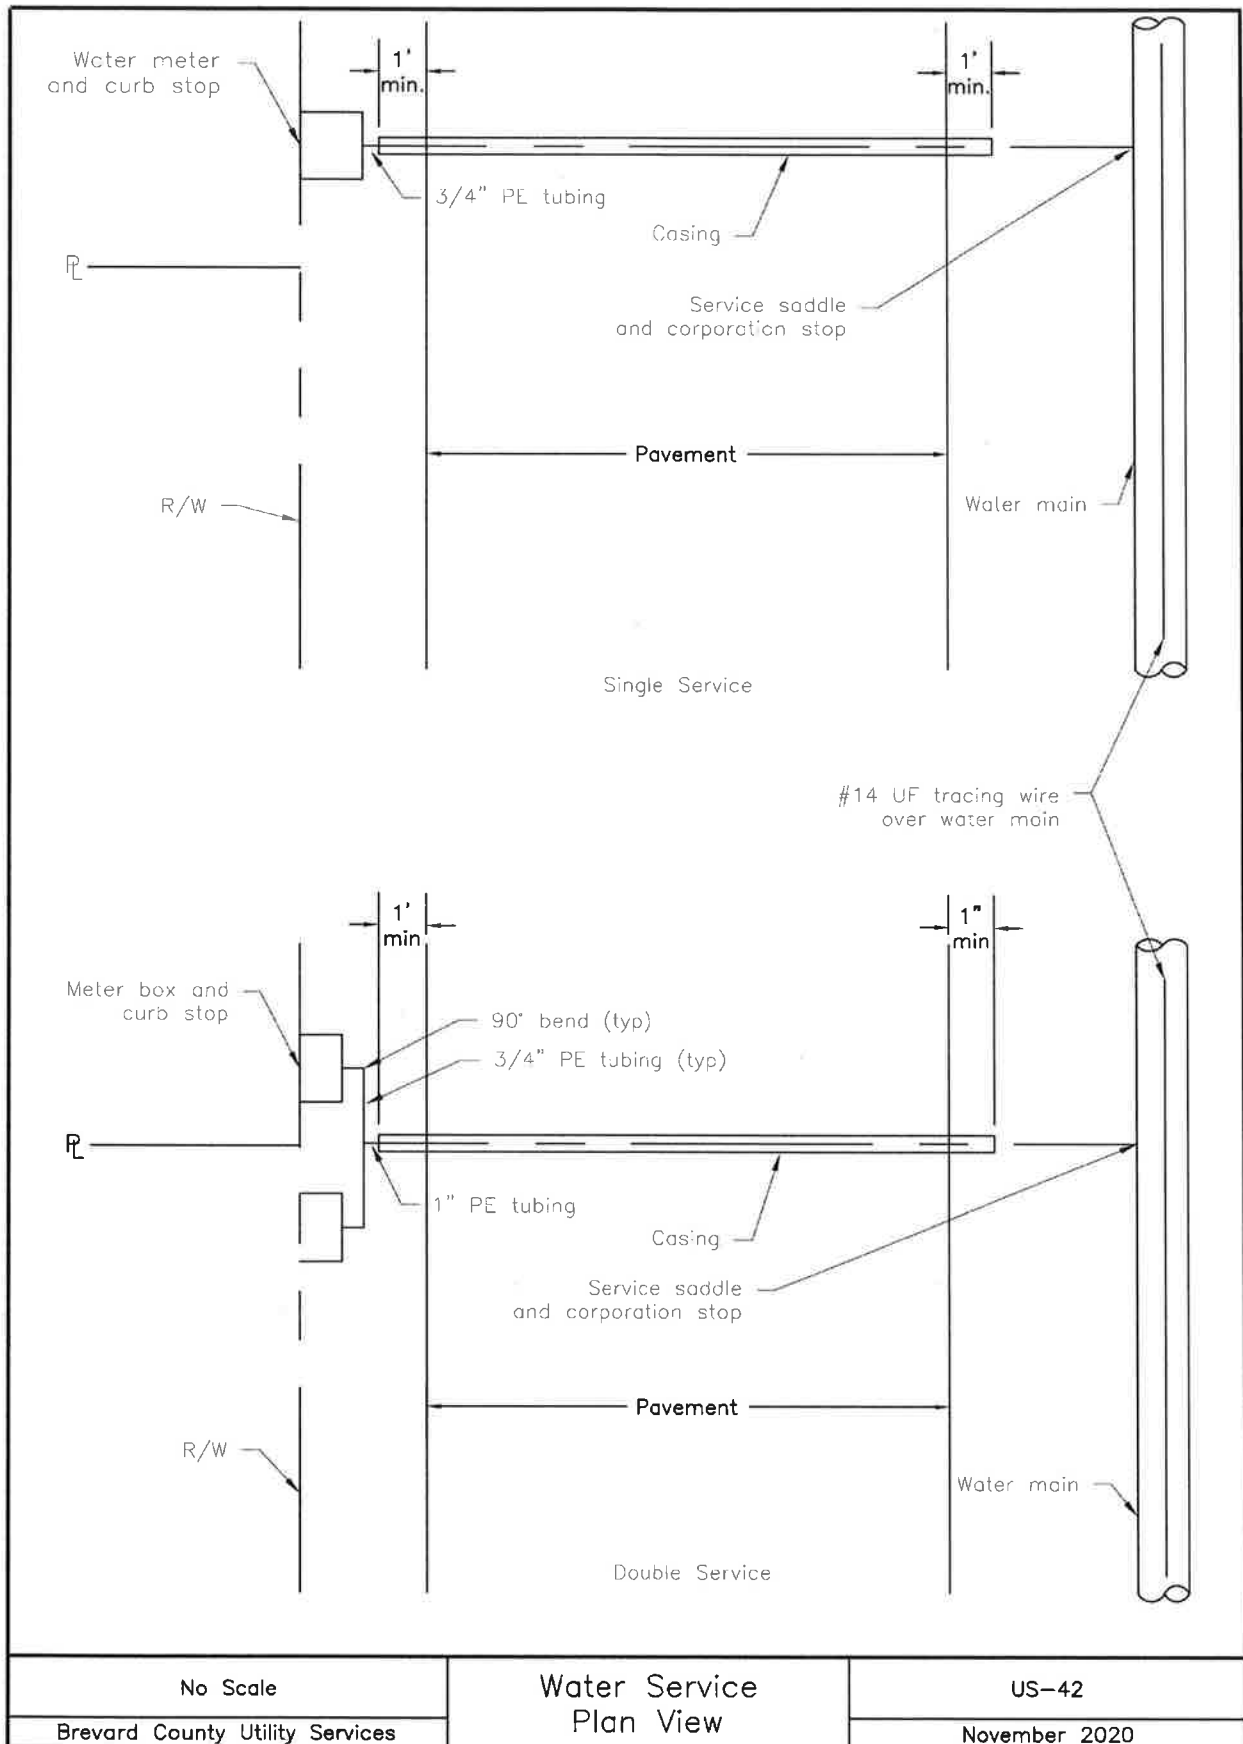 Water meter
and curb stop
1'
min.
1'
min.
3/4" PE tubing
Casing
PL
Service saddle
and corporation stop
Pavement
R/W
Water main
Single Service
#14 UF tracing wire
over water main
1'
min
1"
min
Meter box and
curb stop
90° bend (typ)
3/4" PE tubing (typ)
PL
1" PE tubing
Casing
Service saddle
and corporation stop
Pavement
R/W
Water main
Double Service
No Scale
Brevard County Utility Services
Water Service
Plan View
US-42
November 2020